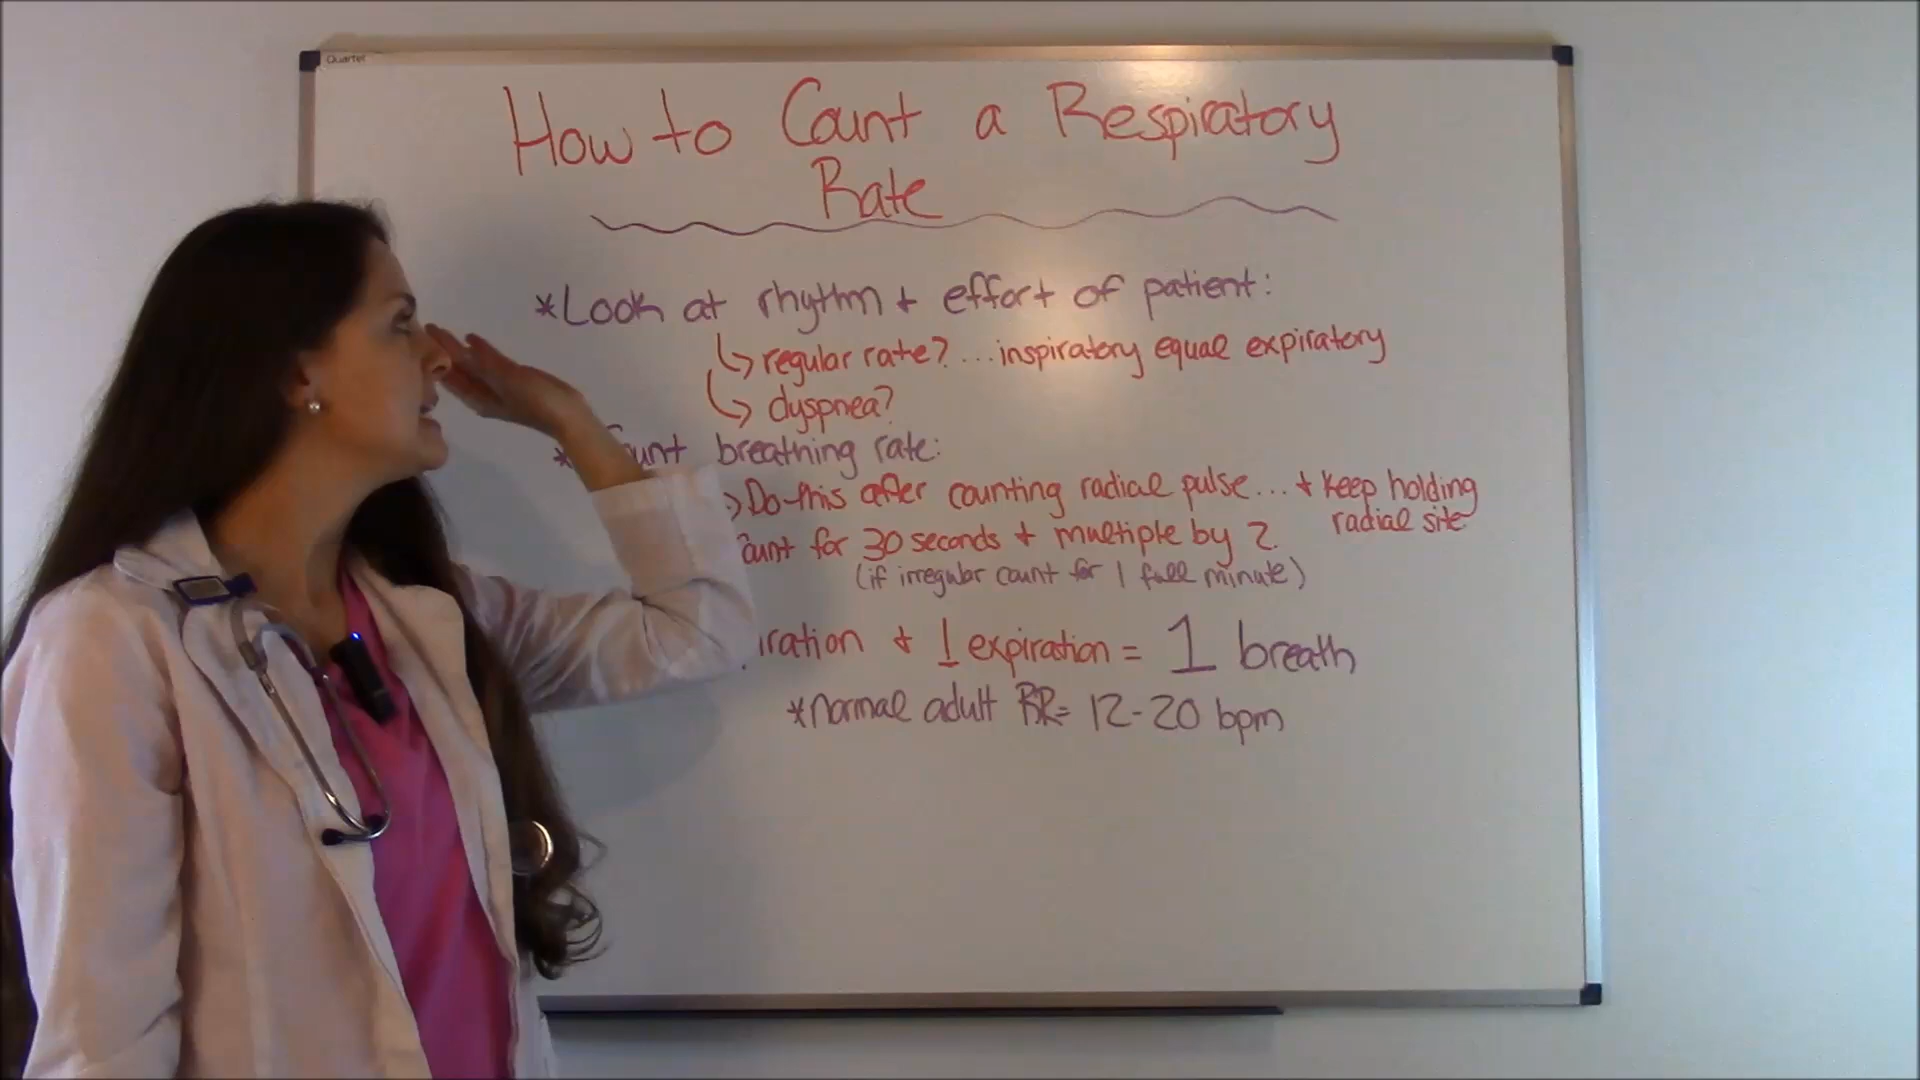 Quartet
How to Count a Respiratory
Rate
*Look at rhythm + effort of patient:
↳ regular rate? ...inspiratory equal expiratory
↳ dyspnea?
* breathing rate:
Do this after counting radial pulse... + keep holding
radial site
for 30 seconds + multiple by 2
(if irregular count for 1 full minute)
+ 1 expiration = 1 breath
*normal adult RR= 12-20 bpm